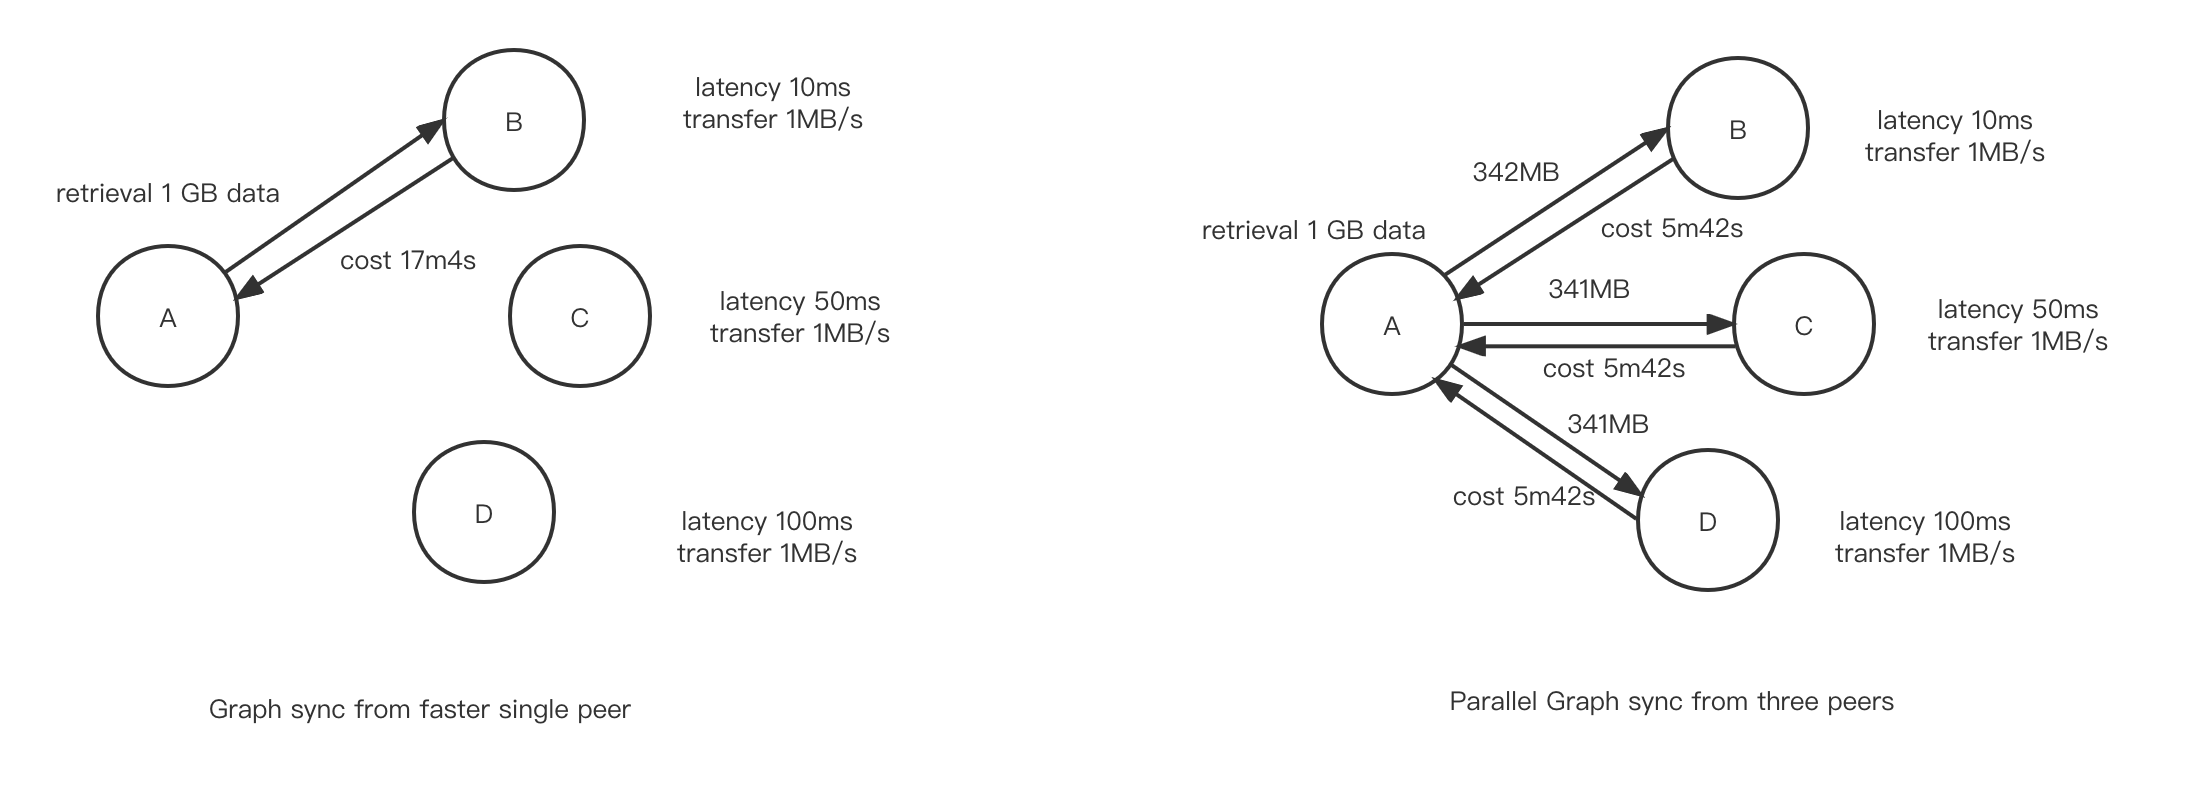 B
latency 10ms
transfer 1MB/s
retrieval 1 GB data
cost 17m4s
A
C
latency 50ms
transfer 1MB/s
D
latency 100ms
transfer 1MB/s
Graph sync from faster single peer
B
latency 10ms
transfer 1MB/s
342MB
retrieval 1 GB data
cost 5m42s
341MB
A
C
latency 50ms
transfer 1MB/s
cost 5m42s
341MB
cost 5m42s
D
latency 100ms
transfer 1MB/s
Parallel Graph sync from three peers